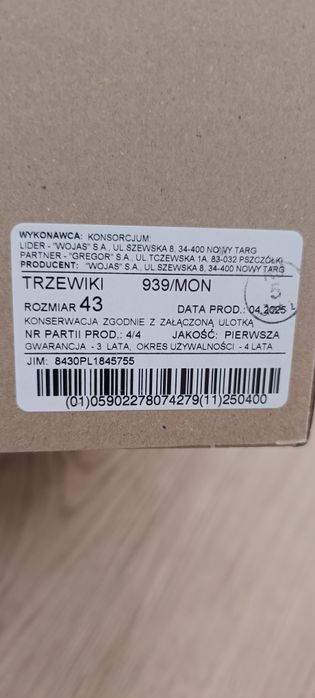 WYKONAWCA: KONSORCJUM:
LIDER - "WOJAS" S.A., UL SZEWSKA 8, 34-400 NOWY TARG
PARTNER - "GREGOR" S.A., UL.TCZEWSKA 1A, 83-032 PSZCZÓŁKI
PRODUCENT: "WOJAS" S.A., UL SZEWSKA 8, 34-400 NOWY TARG
TRZEWIKI 939/MON
ROZMIAR 43 DATA PROD.: 04.2025
KONSERWACJA ZGODNIE Z ZAŁĄCZONĄ ULOTKĄ
NR PARTII PROD.: 4/4 JAKOŚĆ: PIERWSZA
GWARANCJA - 3 LATA, OKRES UŻYWALNOŚCI - 4 LATA
JIM: 8430PL1845755
(01)05902278074279(11)250400